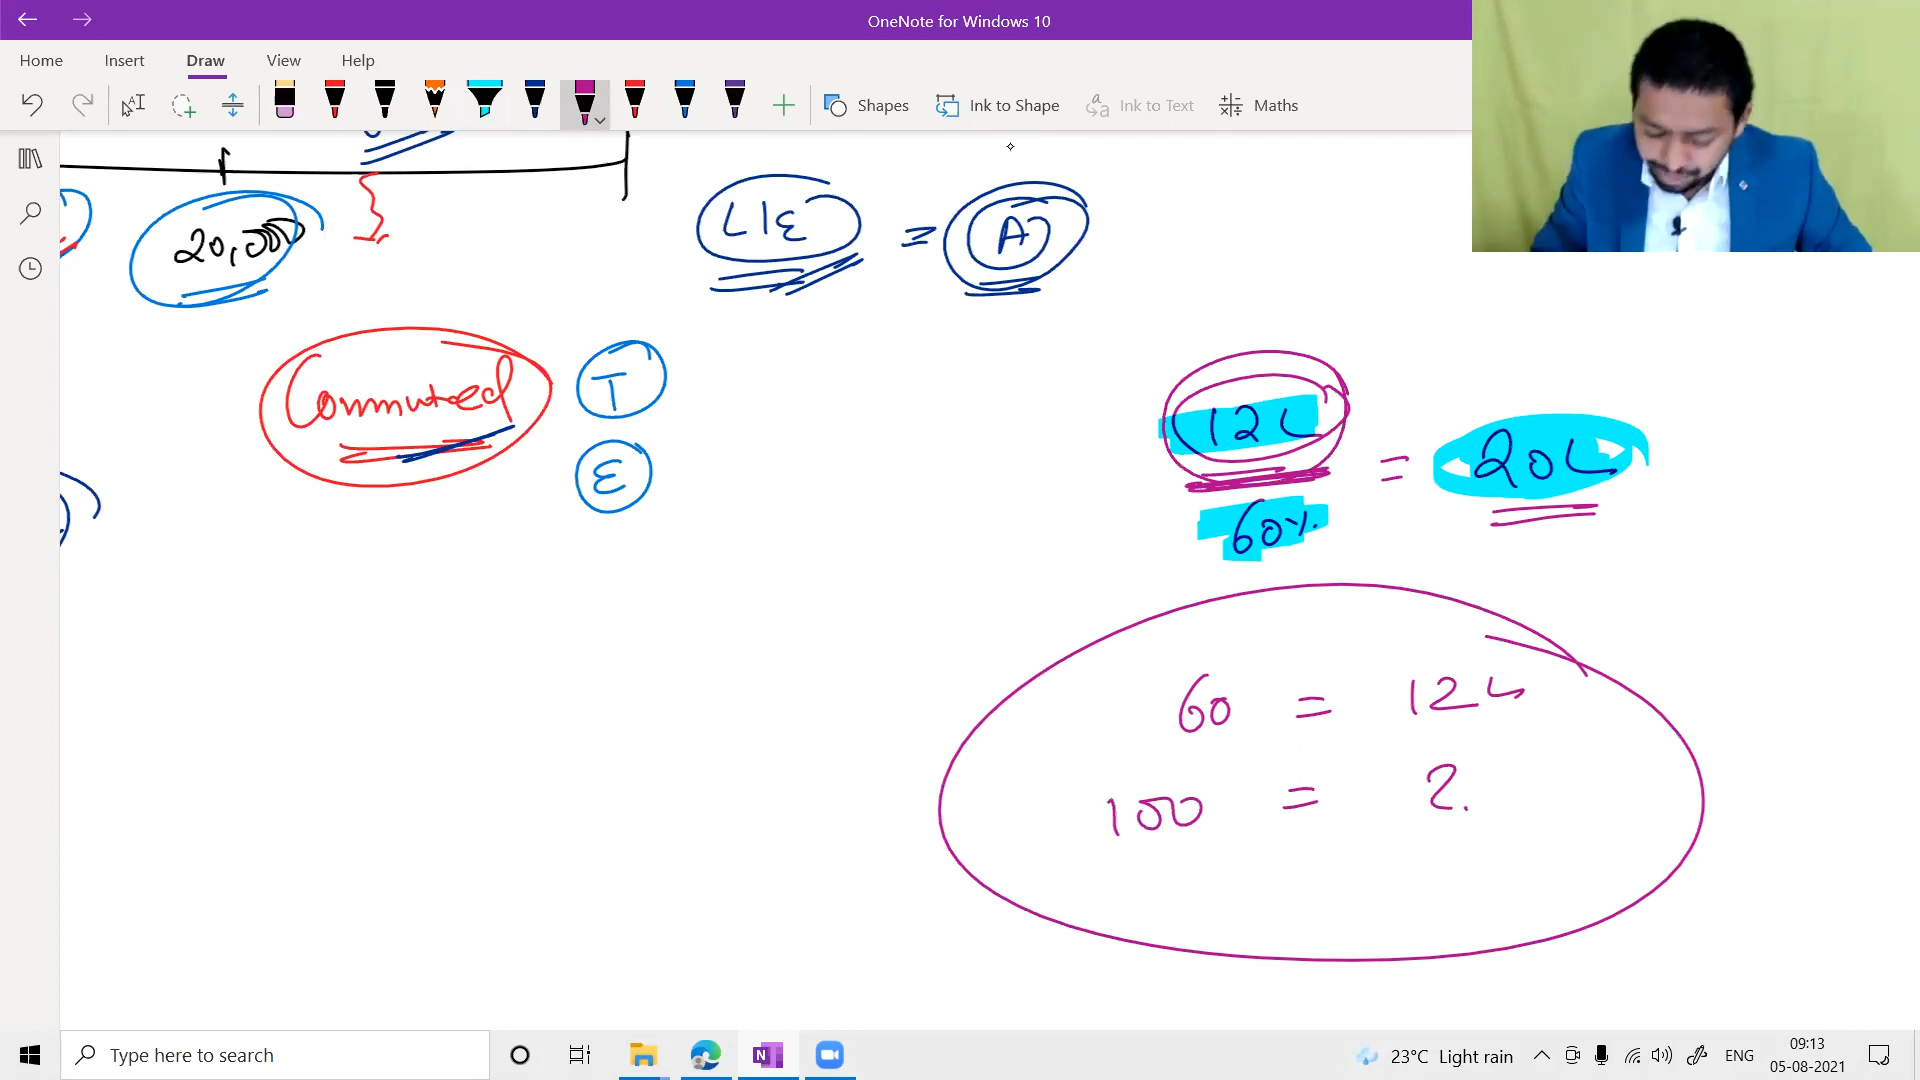 OneNote for Windows 10
Home Insert Draw View Help
Shapes Ink to Shape Ink to Text Maths
20,000
L1E = A
Commuted T
E
12L = 20L
60%
60 = 12L
100 = ?
Type here to search
23°C Light rain
ENG
09:13
05-08-2021